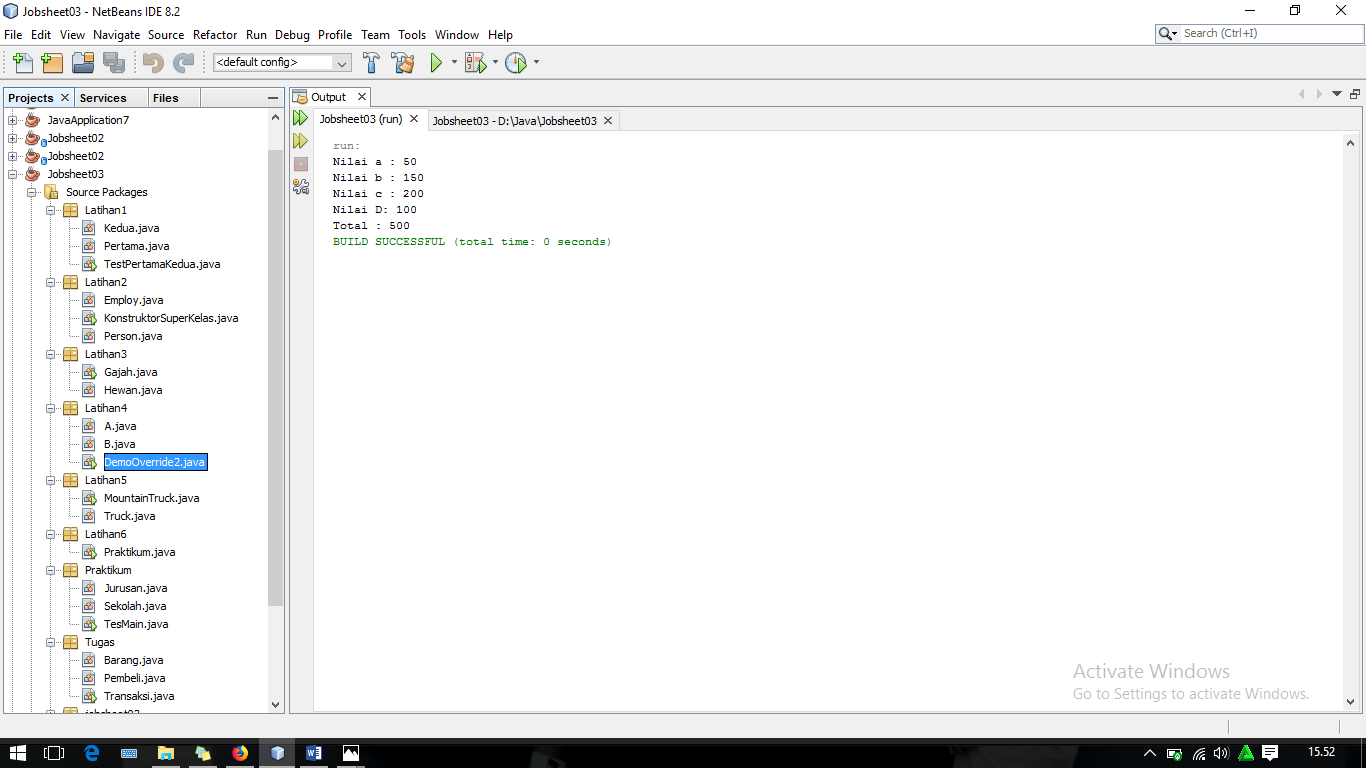 Jobsheet03 - NetBeans IDE 8.2
File Edit View Navigate Source Refactor Run Debug Profile Team Tools Window Help
Search (Ctrl+I)
<default config>
Projects Services Files
JavaApplication7
Jobsheet02
Jobsheet02
Jobsheet03
Source Packages
Latihan1
Kedua.java
Pertama.java
TestPertamaKedua.java
Latihan2
Employ.java
KonstruktorSuperKelas.java
Person.java
Latihan3
Gajah.java
Hewan.java
Latihan4
A.java
B.java
DemoOverride2.java
Latihan5
MountainTruck.java
Truck.java
Latihan6
Praktikum.java
Praktikum
Jurusan.java
Sekolah.java
TesMain.java
Tugas
Barang.java
Pembeli.java
Transaksi.java
Output
Jobsheet03 (run) Jobsheet03 - D:\Java\Jobsheet03
run:
Nilai a : 50
Nilai b : 150
Nilai c : 200
Nilai D: 100
Total : 500
BUILD SUCCESSFUL (total time: 0 seconds)
Activate Windows
Go to Settings to activate Windows.
15.52